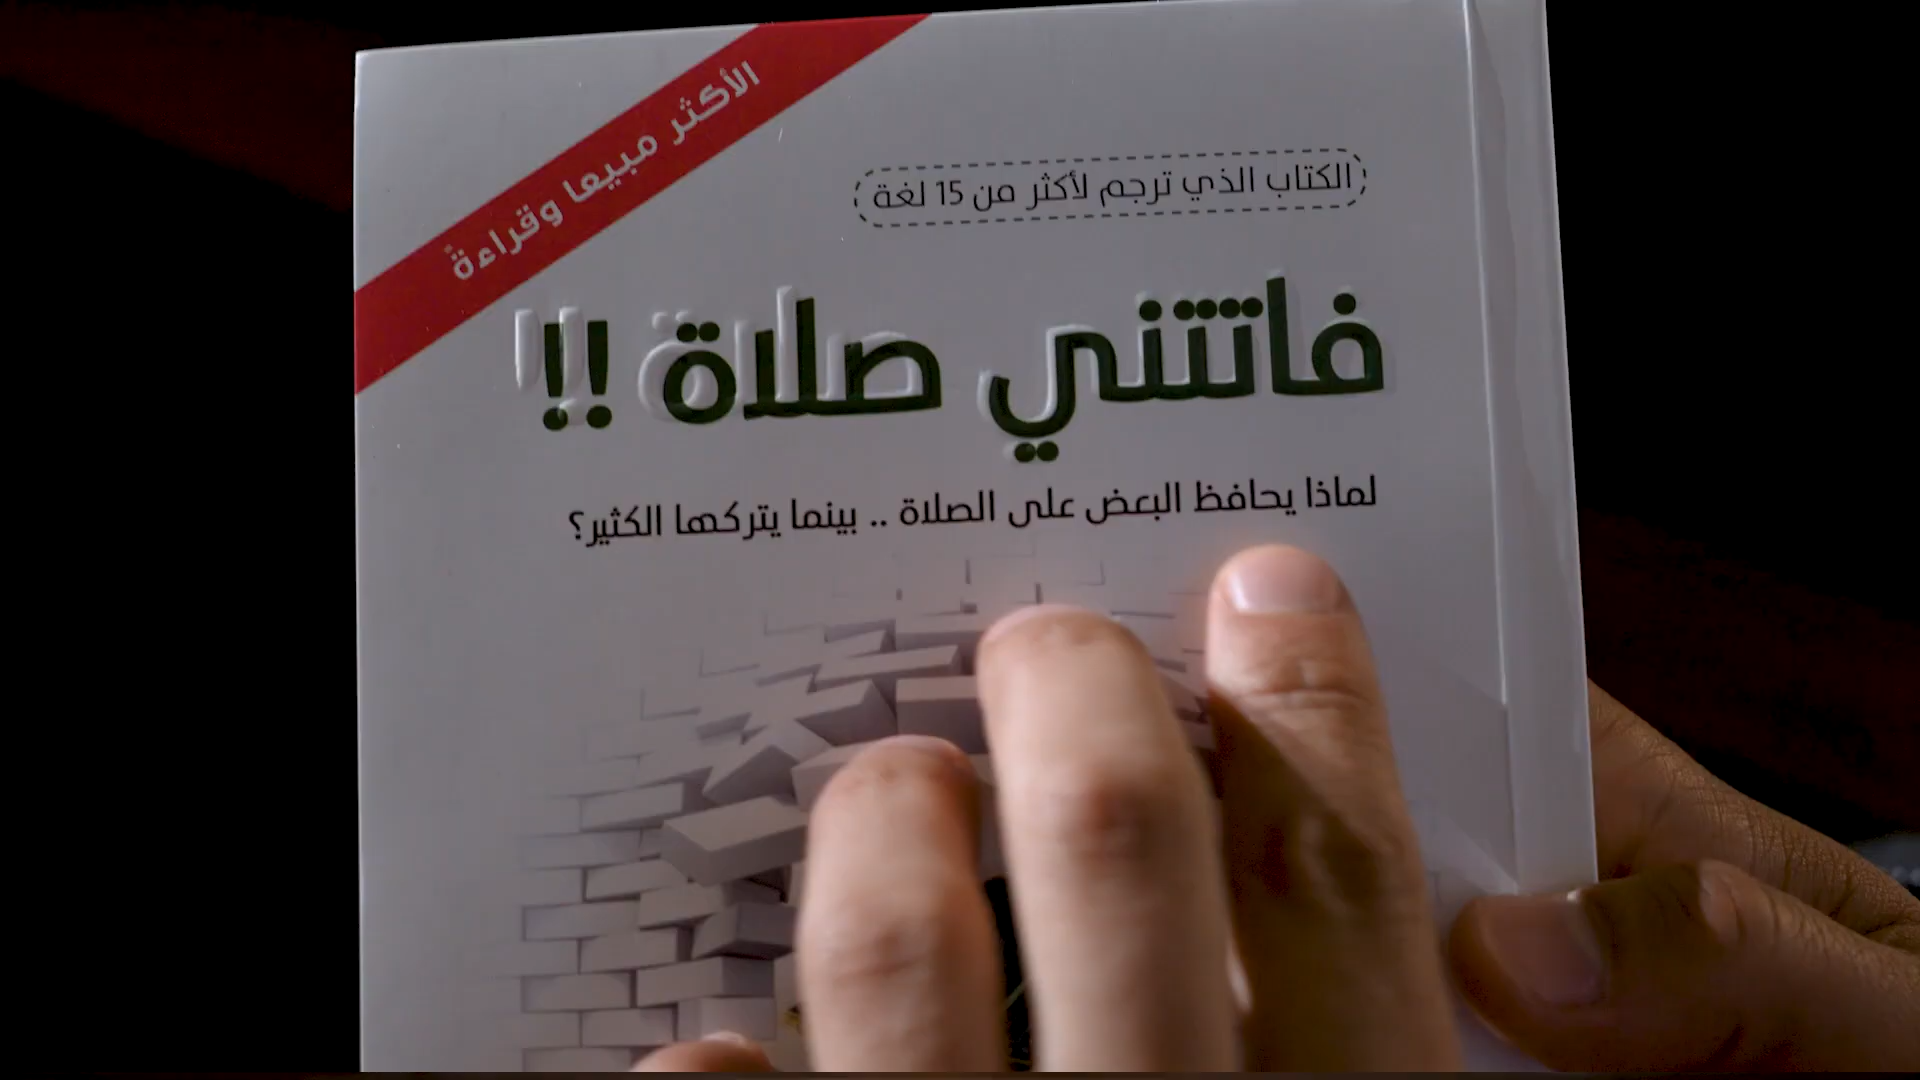 الأكثر مبيعا وقراءةً
الكتاب الذي ترجم لأكثر من 15 لغة
فاتتني صلاة !!
لماذا يحافظ البعض على الصلاة .. بينما يتركها الكثير؟